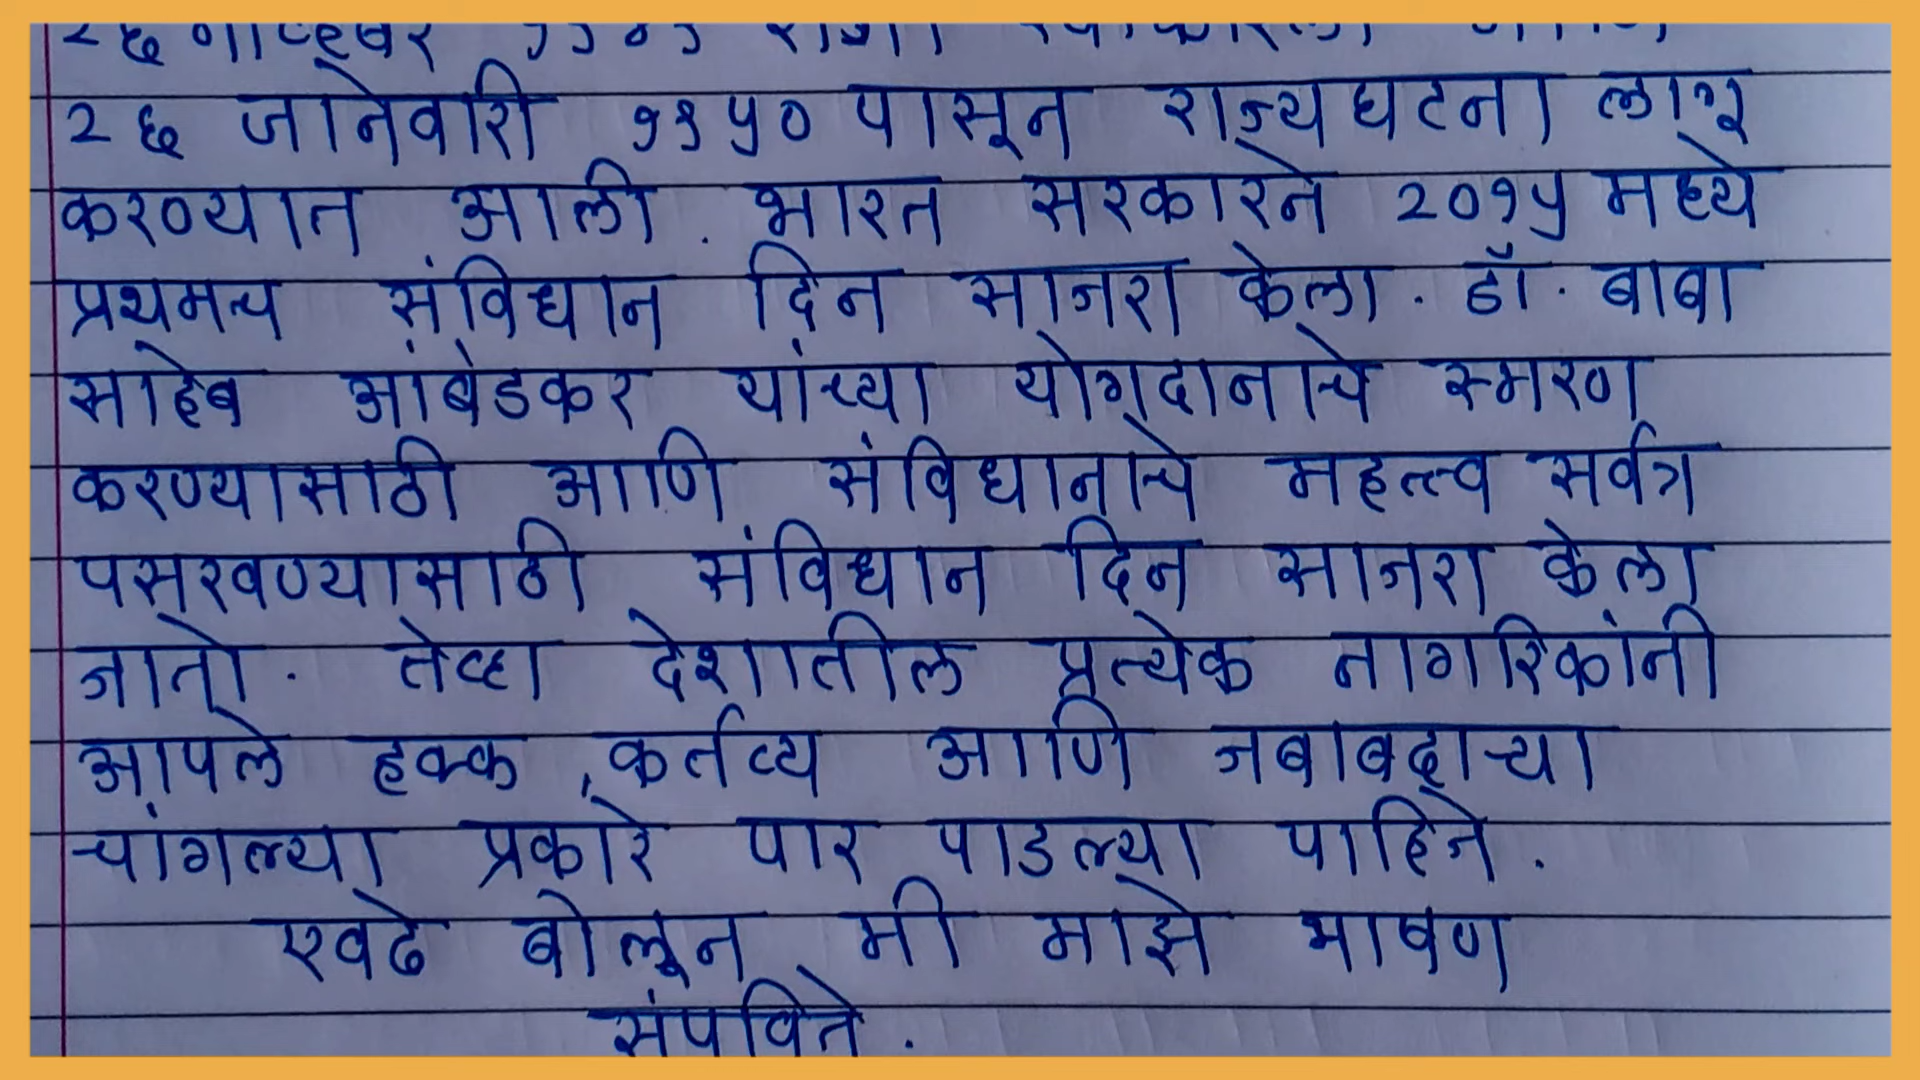 २६ जानेवारी १९५० पासून राज्यघटना लागू
करण्यात आली. भारत सरकारने २०१५ मध्ये
प्रथमच संविधान दिन साजरा केला. डॉ. बाबा
साहेब आंबेडकर यांच्या योगदानाचे स्मरण
करण्यासाठी आणि संविधानाचे महत्त्व सर्वत्र
पसरवण्यासाठी संविधान दिन साजरा केला
जातो. तेव्हा देशातील प्रत्येक नागरिकांनी
आपले हक्क, कर्तव्य आणि जबाबदाऱ्या
चांगल्या प्रकारे पार पाडल्या पाहिजे.
एवढे बोलून मी माझे भाषण
संपविते.